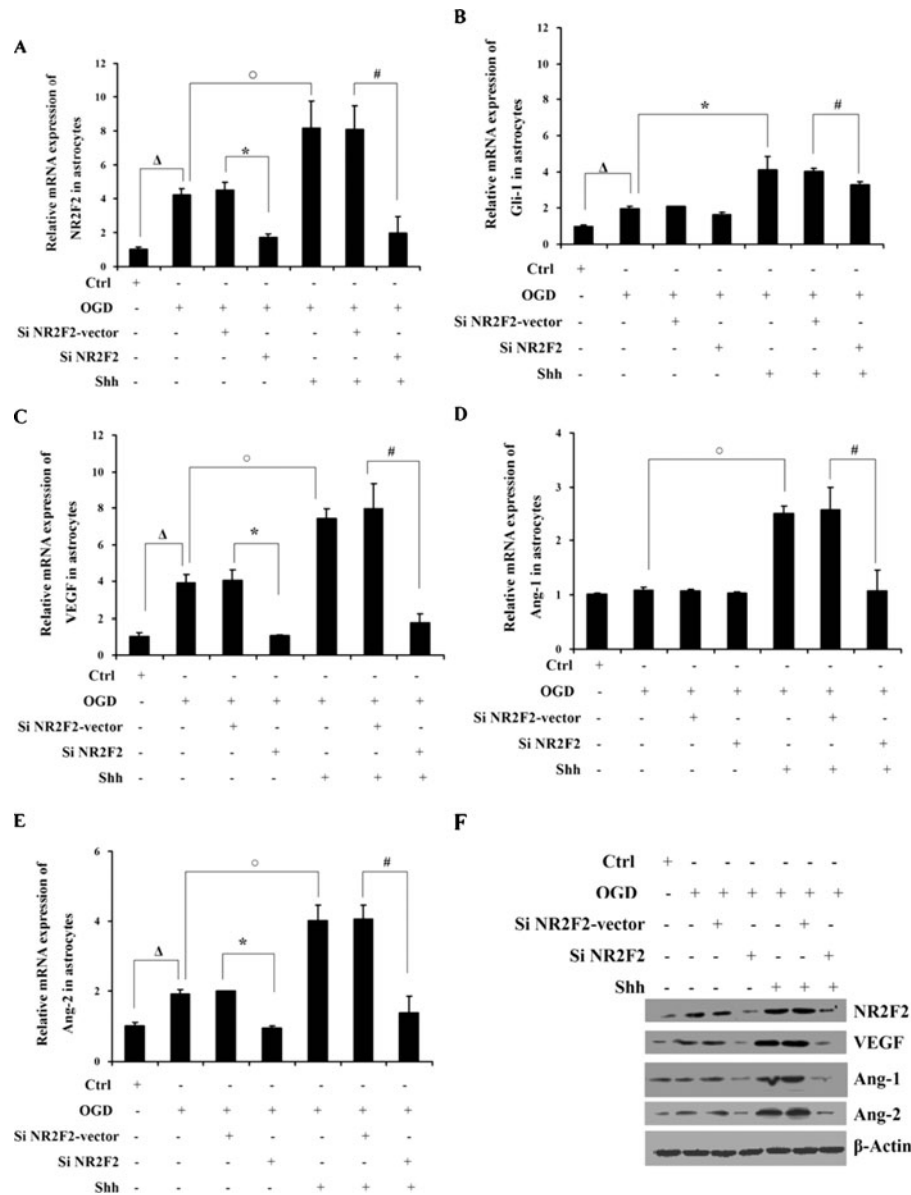 A
Relative mRNA expression of
NR2F2 in astrocytes
12
10
8
6
4
2
0
Δ
○
*
#
Ctrl + - - - - - -
OGD - + + + + + +
Si NR2F2-vector - - + - - + -
Si NR2F2 - - - + - - +
Shh - - - - + + +
B
Relative mRNA expression of
Gli-1 in astrocytes
12
10
8
6
4
2
0
Δ
*
#
Ctrl + - - - - - -
OGD - + + + + + +
Si NR2F2-vector - - + - - + -
Si NR2F2 - - - + - - +
Shh - - - - + + +
C
Relative mRNA expression of
VEGF in astrocytes
12
10
8
6
4
2
0
Δ
○
*
#
Ctrl + - - - - - -
OGD - + + + + + +
Si NR2F2-vector - - + - - + -
Si NR2F2 - - - + - - +
Shh - - - - + + +
D
Relative mRNA expression of
Ang-1 in astrocytes
4
3
2
1
0
○
#
Ctrl + - - - - - -
OGD - + + + + + +
Si NR2F2-vector - - + - - + -
Si NR2F2 - - - + - - +
Shh - - - - + + +
E
Relative mRNA expression of
Ang-2 in astrocytes
6
4
2
0
Δ
○
*
#
Ctrl + - - - - - -
OGD - + + + + + +
Si NR2F2-vector - - + - - + -
Si NR2F2 - - - + - - +
Shh - - - - + + +
F
Ctrl + - - - - - -
OGD - + + + + + +
Si NR2F2-vector - - + - - + -
Si NR2F2 - - - + - - +
Shh - - - - + + +
NR2F2
VEGF
Ang-1
Ang-2
β-Actin